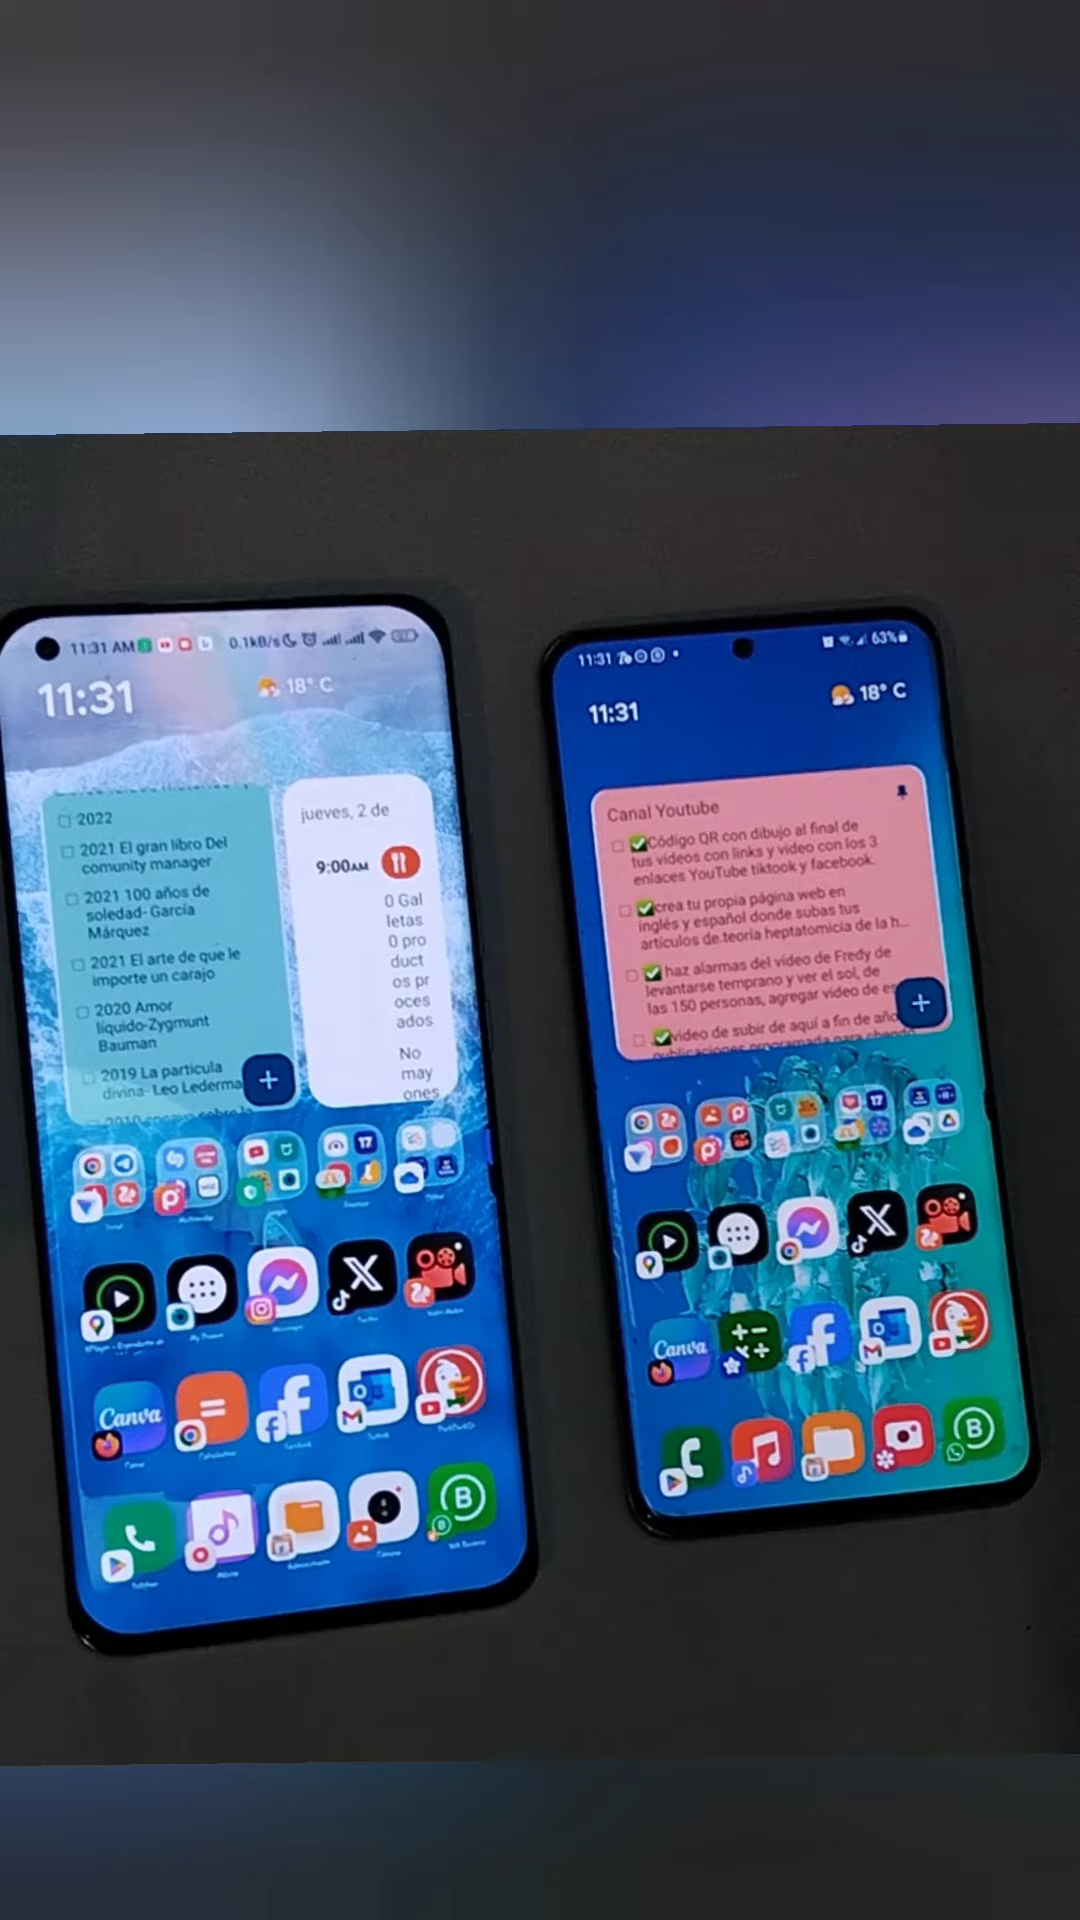 11:31 AM
0.1kB/s
11:31
18° C
2022
2021 El gran libro Del
comunity manager
2021 100 años de
soledad- García
Márquez
2021 El arte de que le
importe un carajo
2020 Amor
líquido-Zygmunt
Bauman
2019 La particula
divina- Leo Lederma
jueves, 2 de
9:00AM
0 Gal
letas
0 pro
duct
os pr
oces
ados
No
may
ones
17
Canva
B
11:31
63%
11:31
18° C
Canal Youtube
✅Código QR con dibujo al final de
tus videos con links y video con los 3
enlaces YouTube tiktook y facebook.
✅crea tu propia página web en
inglés y español donde subas tus
artículos de.teoría heptatomicia de la h...
✅ haz alarmas del video de Fredy de
levantarse temprano y ver el sol, de
las 150 personas, agregar video de es
✅video de subir de aquí a fin de año
17
Canva
B